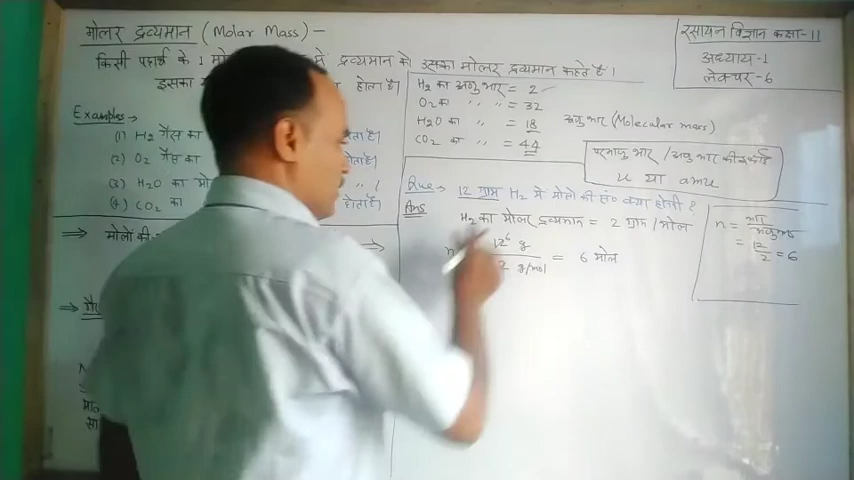 मोलर द्रव्यमान (Molar Mass) –
किसी पदार्थ के 1 में द्रव्यमान को उसका मोलर द्रव्यमान कहते हैं।
इसका होता है।
Examples →
(1) H₂ गैस का होता है।
(2) O₂ गैस का होता है।
(3) H₂O का मो " /
(4) CO₂ का होता है।
⇒ मोलों की
⇒
रसायन विज्ञान कक्षा-11
अध्याय-1
लेक्चर-6
H₂ का अणु भार = 2
O₂ का " " = 32
H₂O का " = 18
CO₂ का " = 44
अणु भार (Molecular mass)
परमाणु भार / अणु भार की इकाई
u या amu
Que → 12 ग्राम H₂ में मोलो की सं० क्या होगी ?
Ans
H₂ का मोलर द्रव्यमान = 2 ग्राम / मोल
12⁶ g
2 g/mol = 6 मोल
n = भार / अणुभार
= 12/2 = 6